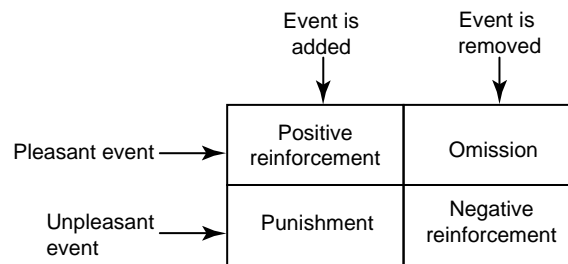 Event is
added
Event is
removed
Pleasant event
Positive
reinforcement
Omission
Unpleasant
event
Punishment
Negative
reinforcement